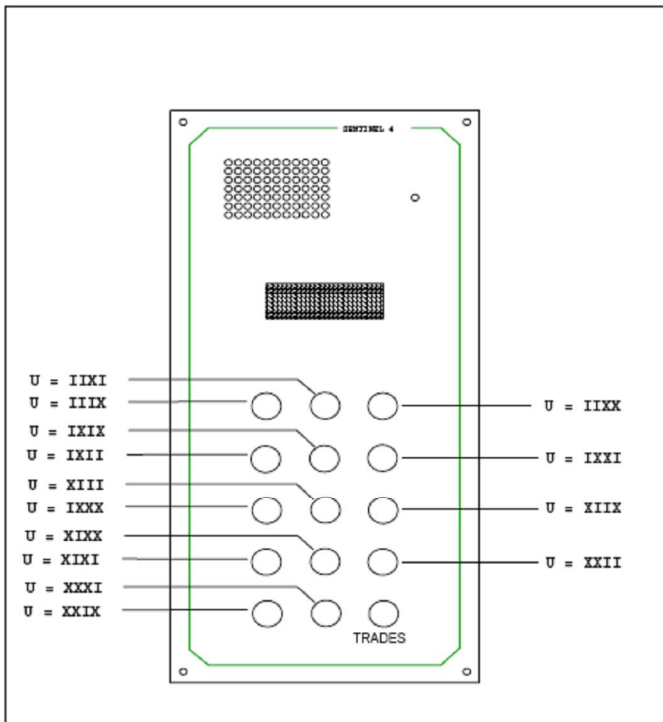 SENTINEL 4
U = IIXI
U = IIIX
U = IIXX
U = IXIX
U = IXII
U = IXXI
U = XIII
U = IXXX
U = XIIX
U = XIXX
U = XIXI
U = XXII
U = XXXI
U = XXIX
TRADES